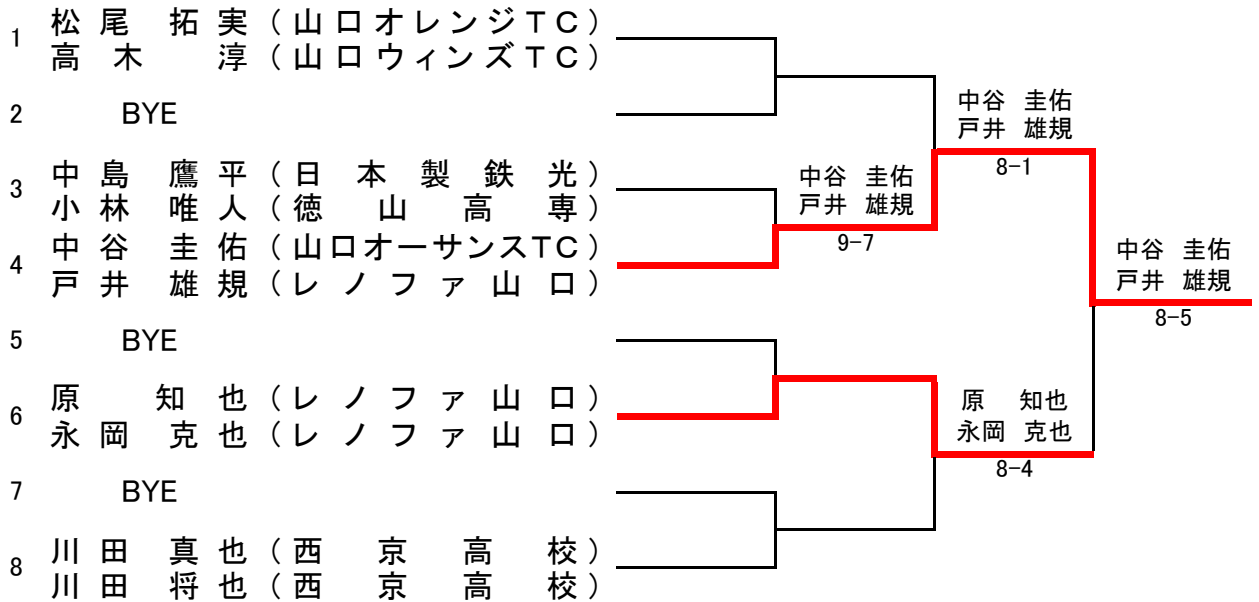 1 松尾 拓実（山口オレンジTC）
高木 淳（山口ウィンズTC）
2 BYE
3 中島 鷹平（日本製鉄光）
小林 唯人（徳山高専）
4 中谷 圭佑（山口オーサンスTC）
戸井 雄規（レノファ山口）
5 BYE
6 原 知也（レノファ山口）
永岡 克也（レノファ山口）
7 BYE
8 川田 真也（西京高校）
川田 将也（西京高校）
中谷 圭佑
戸井 雄規
9-7
中谷 圭佑
戸井 雄規
8-1
原 知也
永岡 克也
8-4
中谷 圭佑
戸井 雄規
8-5